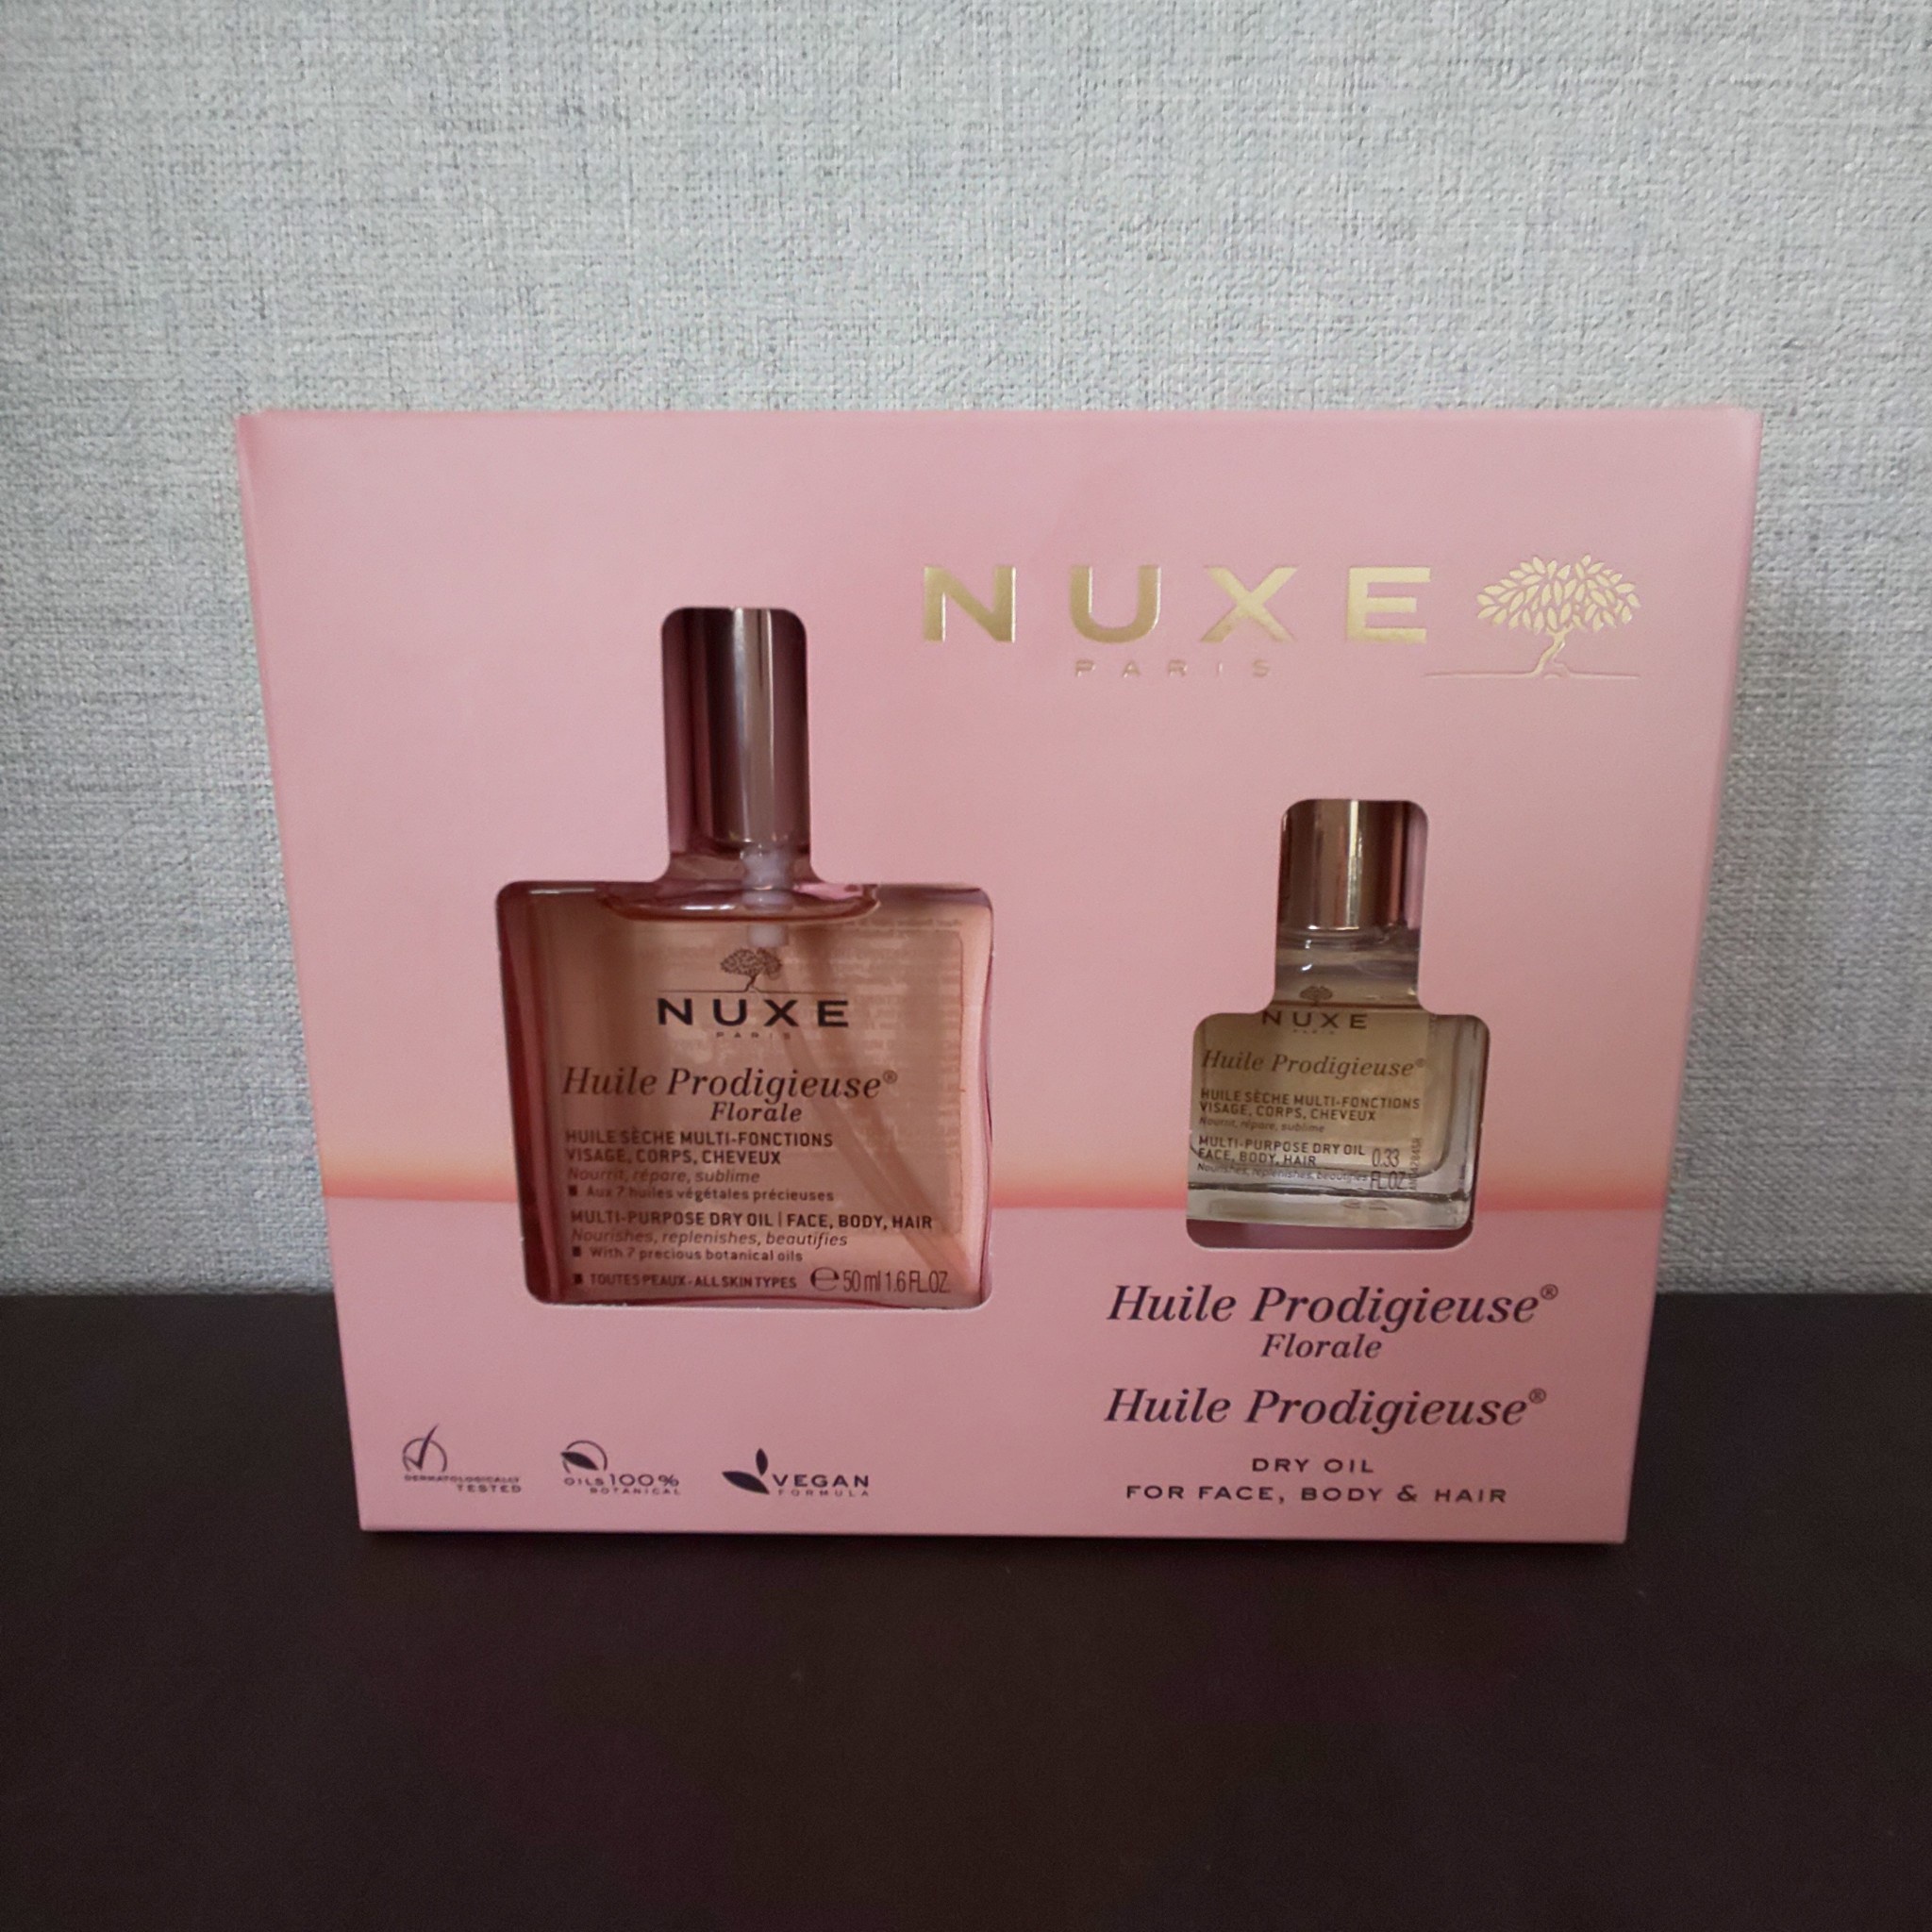 NUXE
PARIS
NUXE
PARIS
Huile Prodigieuse®
Florale
HUILE SÈCHE MULTI-FONCTIONS
VISAGE, CORPS, CHEVEUX
Nourrit, répare, sublime
Aux 7 huiles végétales précieuses
MULTI-PURPOSE DRY OIL | FACE, BODY, HAIR
Nourishes, replenishes, beautifies
With 7 precious botanical oils
TOUTES PEAUX - ALL SKIN TYPES ℮ 50 ml 1.6 FL.OZ.
NUXE
PARIS
Huile Prodigieuse®
HUILE SÈCHE MULTI-FONCTIONS
VISAGE, CORPS, CHEVEUX
Nourrit, répare, sublime
MULTI-PURPOSE DRY OIL
FACE, BODY, HAIR 0.33
Nourishes, replenishes, beautifies FL.OZ.
Huile Prodigieuse®
Florale
Huile Prodigieuse®
DRY OIL
FOR FACE, BODY & HAIR
DERMATOLOGICALLY
TESTED
OILS 100%
BOTANICAL
VEGAN
FORMULA